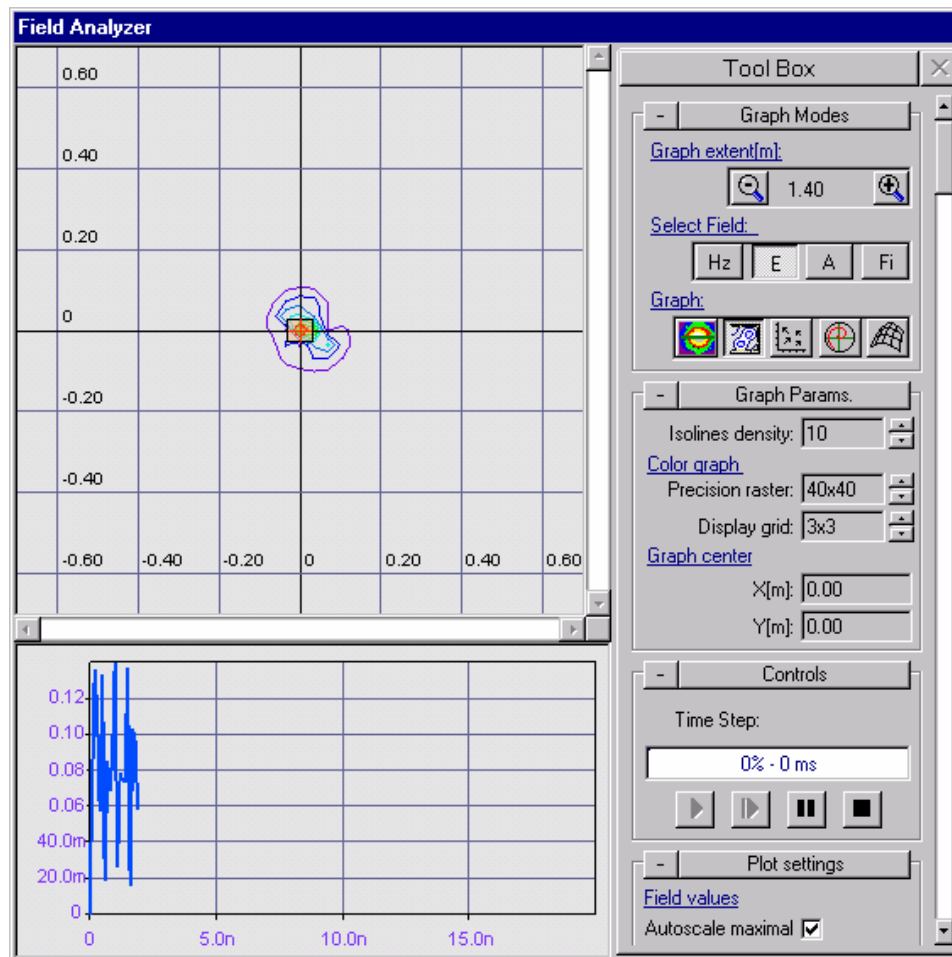 Field Analyzer
0.60
0.40
0.20
0
-0.20
-0.40
-0.60 -0.40 -0.20 0 0.20 0.40 0.60
0.12
0.10
0.08
0.06
40.0m
20.0m
0
0 5.0n 10.0n 15.0n
Tool Box
- Graph Modes
Graph extent[m]:
1.40
Select Field:
Hz E A Fi
Graph:
- Graph Params.
Isolines density: 10
Color graph
Precision raster: 40x40
Display grid: 3x3
Graph center
X[m]: 0.00
Y[m]: 0.00
- Controls
Time Step:
0% - 0 ms
- Plot settings
Field values
Autoscale maximal